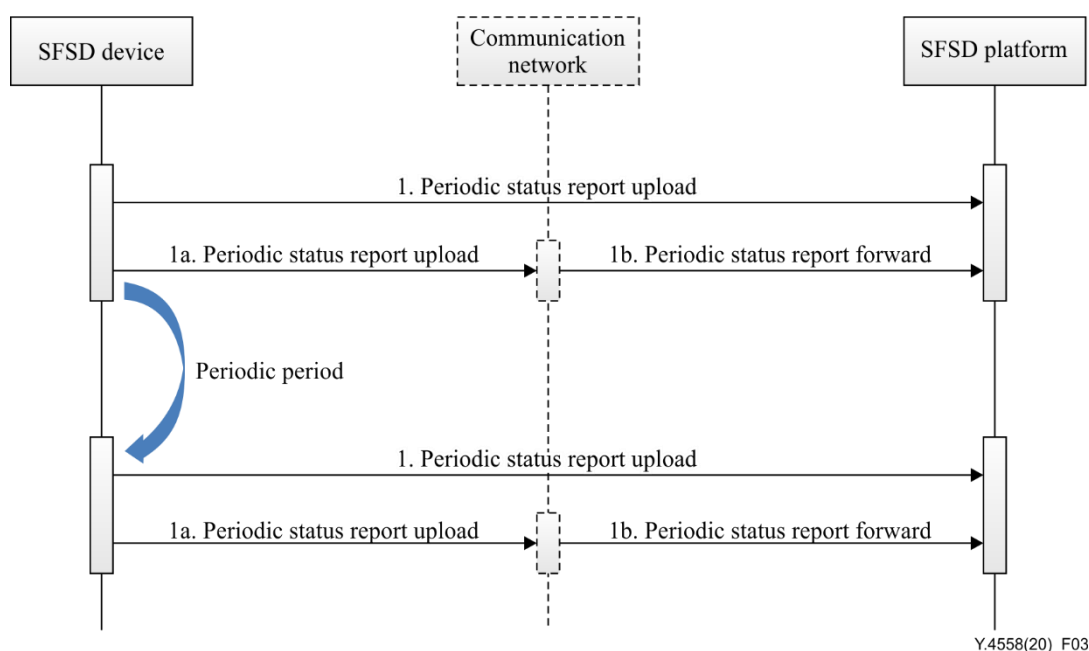 SFSD device
Communication
network
SFSD platform
1. Periodic status report upload
1a. Periodic status report upload
1b. Periodic status report forward
Periodic period
1. Periodic status report upload
1a. Periodic status report upload
1b. Periodic status report forward
Y.4558(20)_F03